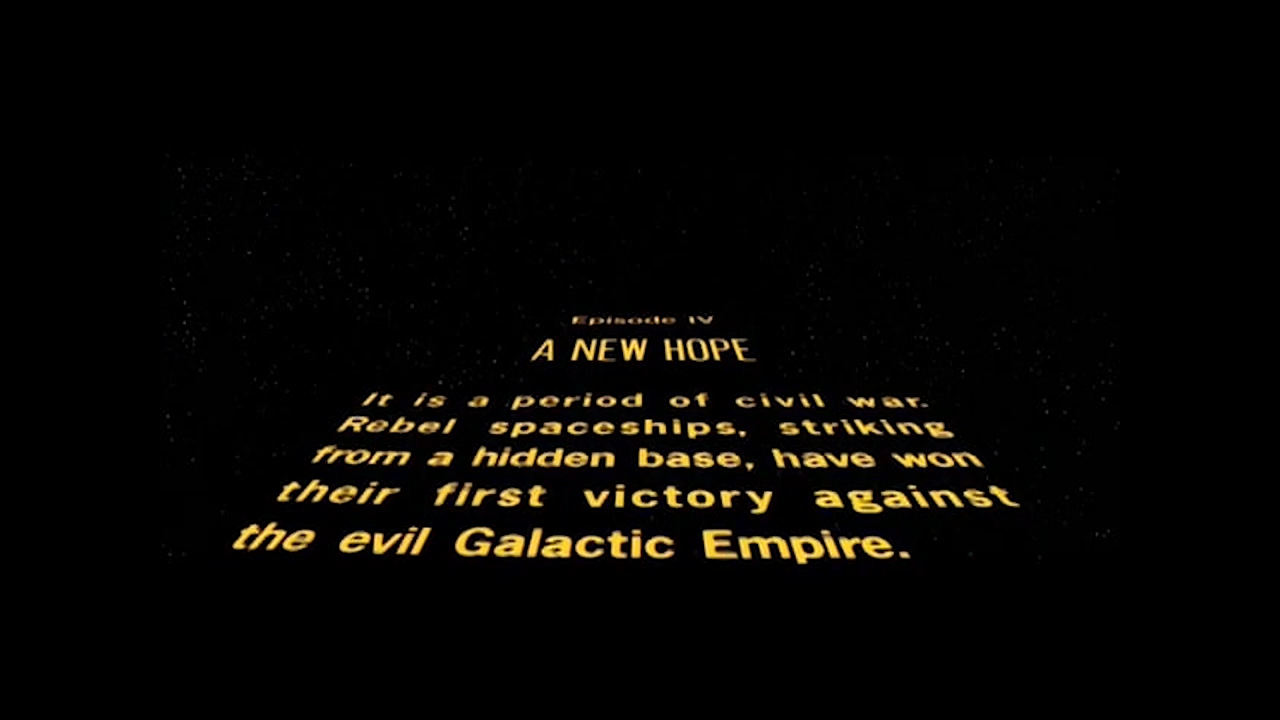 Episode IV
A NEW HOPE
It is a period of civil war.
Rebel spaceships, striking
from a hidden base, have won
their first victory against
the evil Galactic Empire.